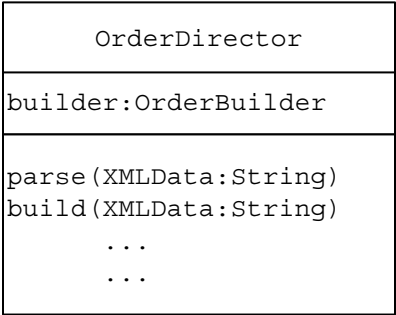 OrderDirector
builder:OrderBuilder
parse(XMLData:String)
build(XMLData:String)
...
...